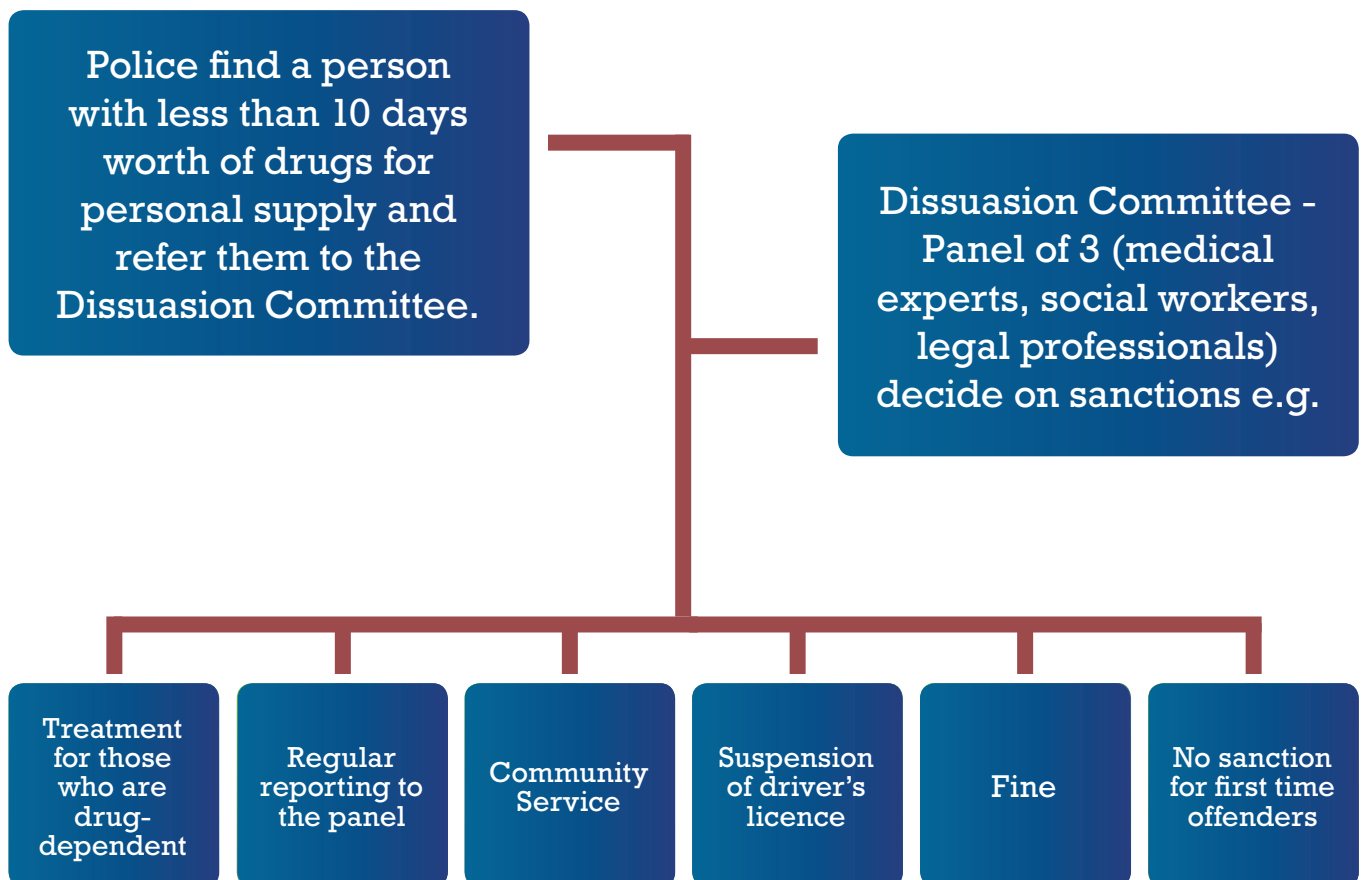 Police find a person
with less than 10 days
worth of drugs for
personal supply and
refer them to the
Dissuasion Committee.
Dissuasion Committee -
Panel of 3 (medical
experts, social workers,
legal professionals)
decide on sanctions e.g.
Treatment
for those
who are
drug-
dependent
Regular
reporting to
the panel
Community
Service
Suspension
of driver's
licence
Fine
No sanction
for first time
offenders